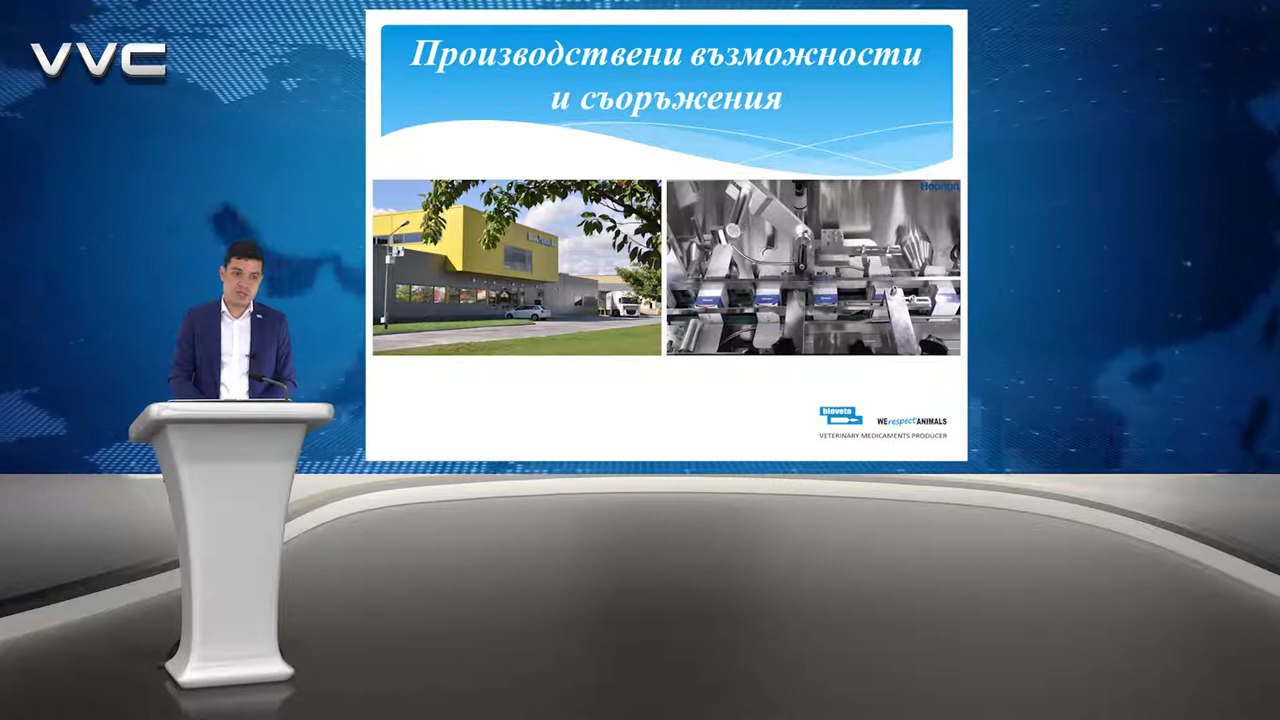 VVC
Производствени възможности
и съоръжения
bioveta
WE respect ANIMALS
VETERINARY MEDICAMENTS PRODUCER